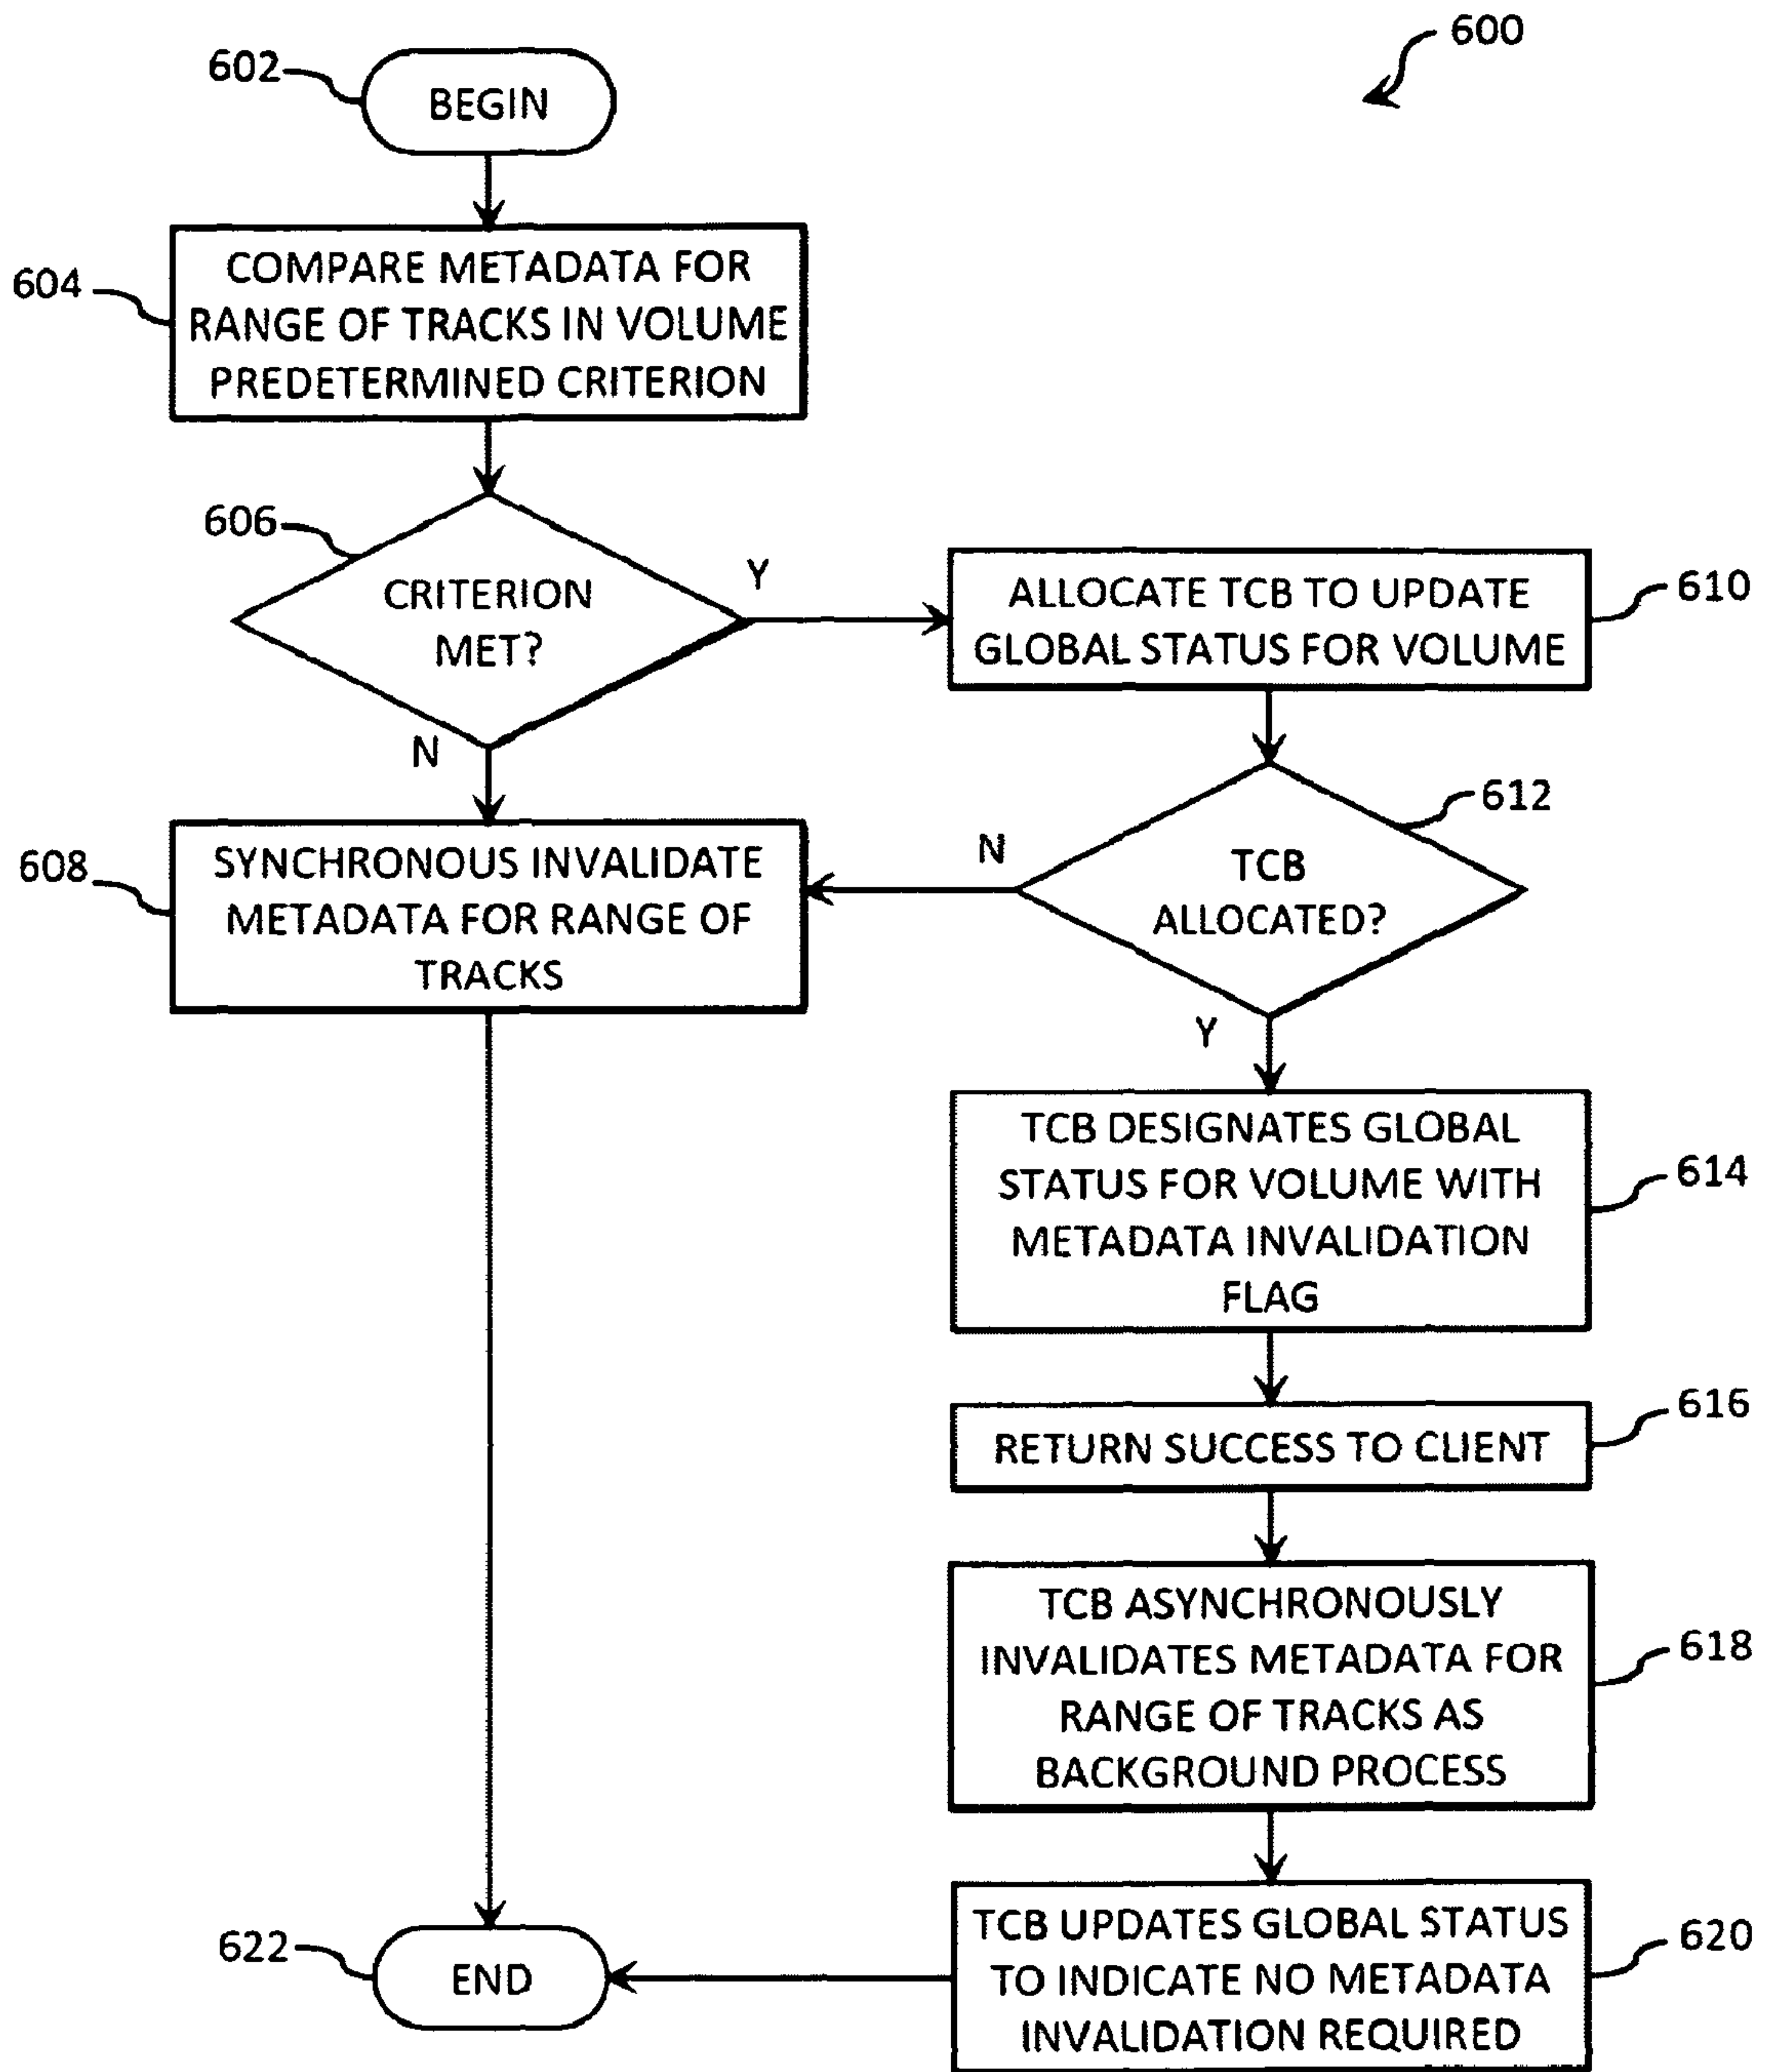 600
602
BEGIN
604
COMPARE METADATA FOR
RANGE OF TRACKS IN VOLUME
PREDETERMINED CRITERION
606
CRITERION
MET?
Y
N
610
ALLOCATE TCB TO UPDATE
GLOBAL STATUS FOR VOLUME
608
SYNCHRONOUS INVALIDATE
METADATA FOR RANGE OF
TRACKS
612
TCB
ALLOCATED?
N
Y
614
TCB DESIGNATES GLOBAL
STATUS FOR VOLUME WITH
METADATA INVALIDATION
FLAG
616
RETURN SUCCESS TO CLIENT
618
TCB ASYNCHRONOUSLY
INVALIDATES METADATA FOR
RANGE OF TRACKS AS
BACKGROUND PROCESS
620
TCB UPDATES GLOBAL STATUS
TO INDICATE NO METADATA
INVALIDATION REQUIRED
622
END